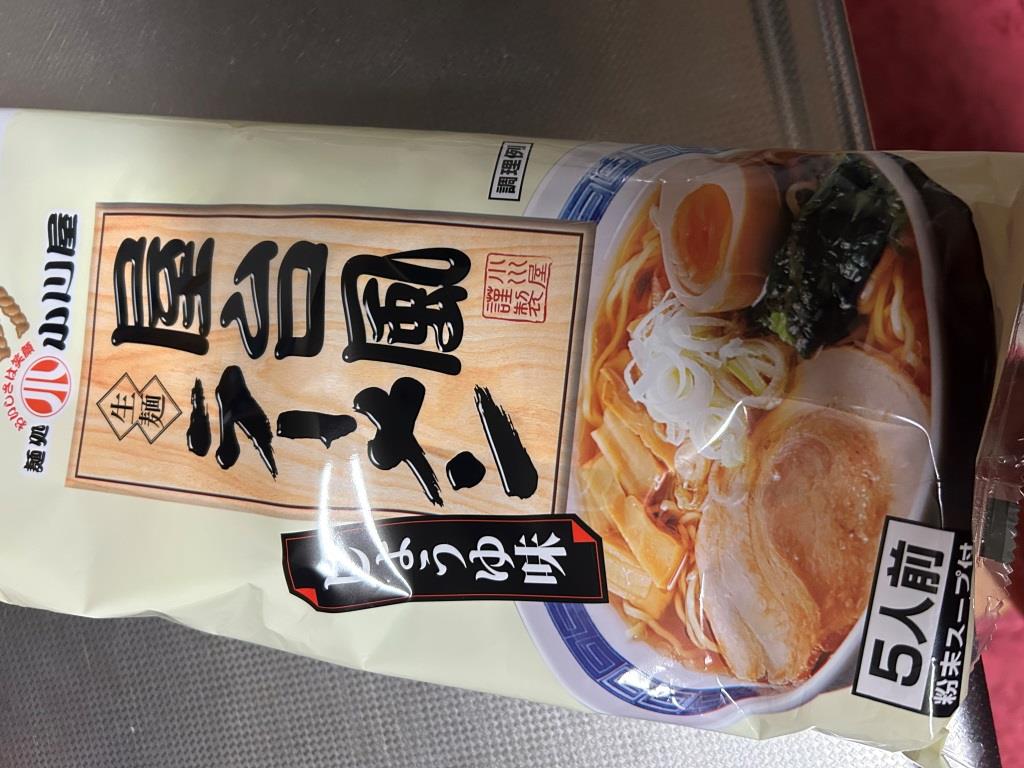 麺処
おいしさは笑顔
小
小川屋
屋台風
ラーメン
生麺
小川屋
謹製
しょうゆ味
調理例
5人前
粉末スープ付